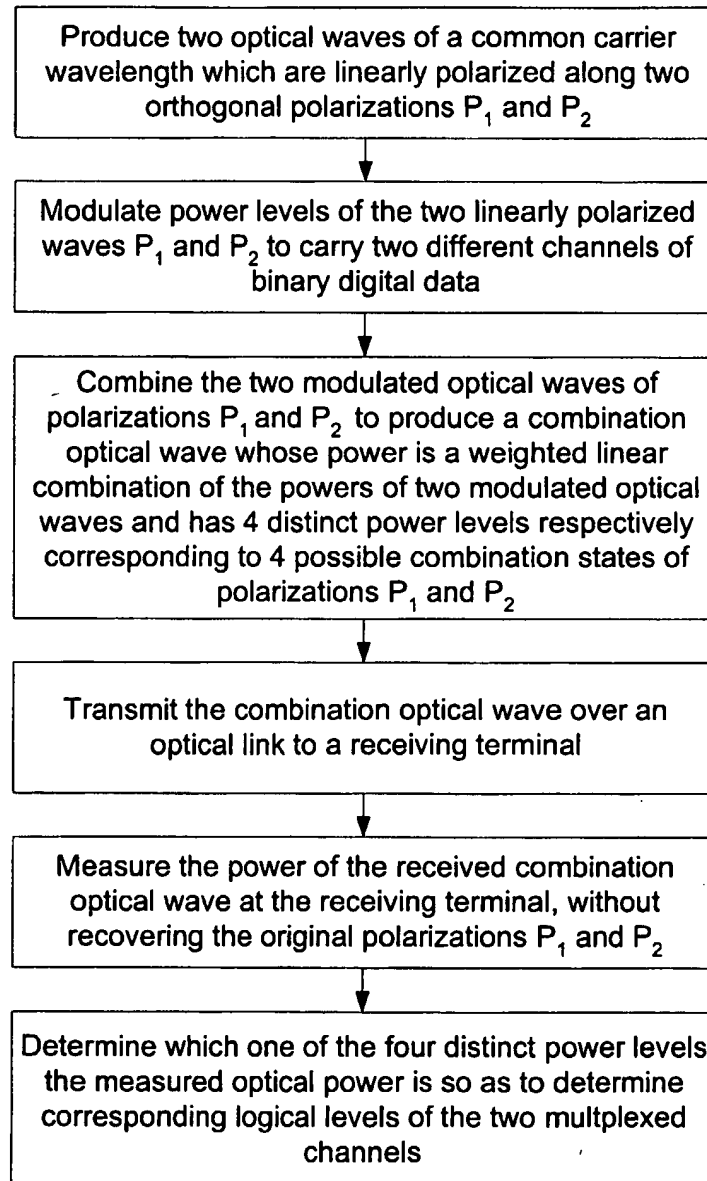 Produce two optical waves of a common carrier
wavelength which are linearly polarized along two
orthogonal polarizations P₁ and P₂
Modulate power levels of the two linearly polarized
waves P₁ and P₂ to carry two different channels of
binary digital data
Combine the two modulated optical waves of
polarizations P₁ and P₂ to produce a combination
optical wave whose power is a weighted linear
combination of the powers of two modulated optical
waves and has 4 distinct power levels respectively
corresponding to 4 possible combination states of
polarizations P₁ and P₂
Transmit the combination optical wave over an
optical link to a receiving terminal
Measure the power of the received combination
optical wave at the receiving terminal, without
recovering the original polarizations P₁ and P₂
Determine which one of the four distinct power levels
the measured optical power is so as to determine
corresponding logical levels of the two multplexed
channels